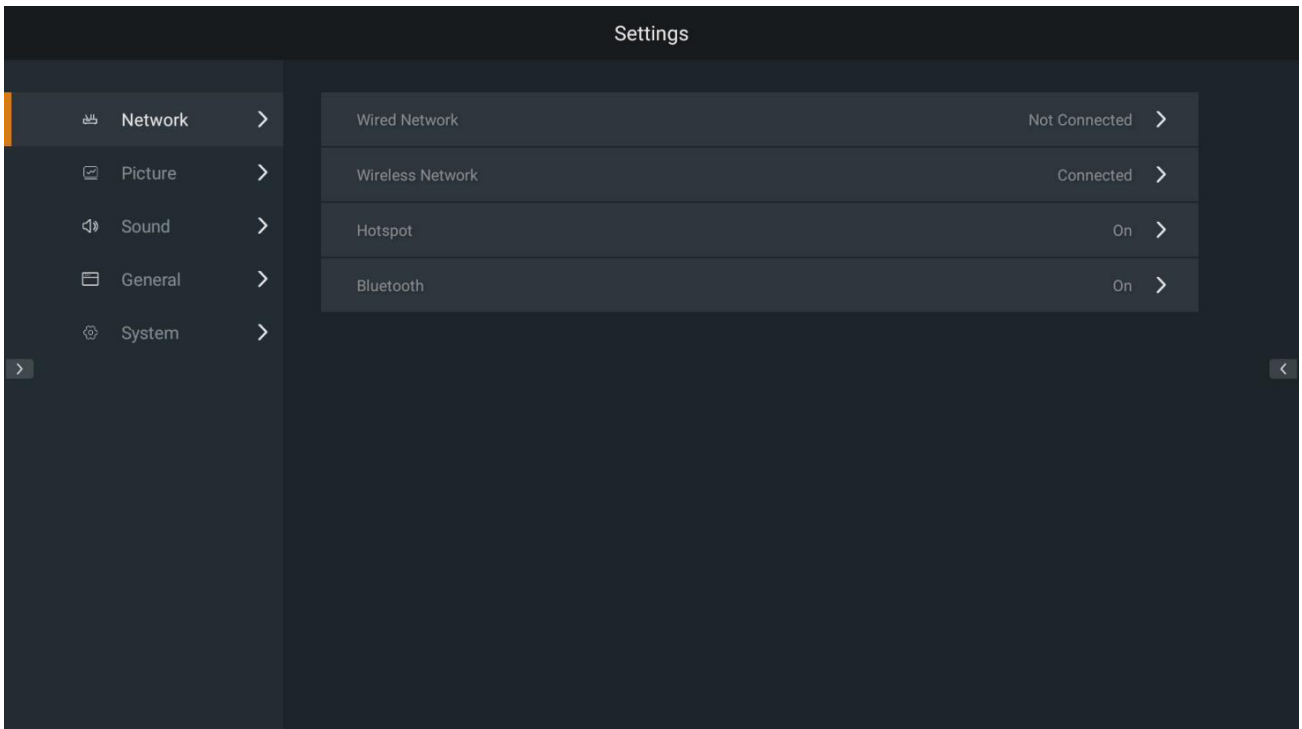 Settings
Network
Picture
Sound
General
System
Wired Network Not Connected
Wireless Network Connected
Hotspot On
Bluetooth On